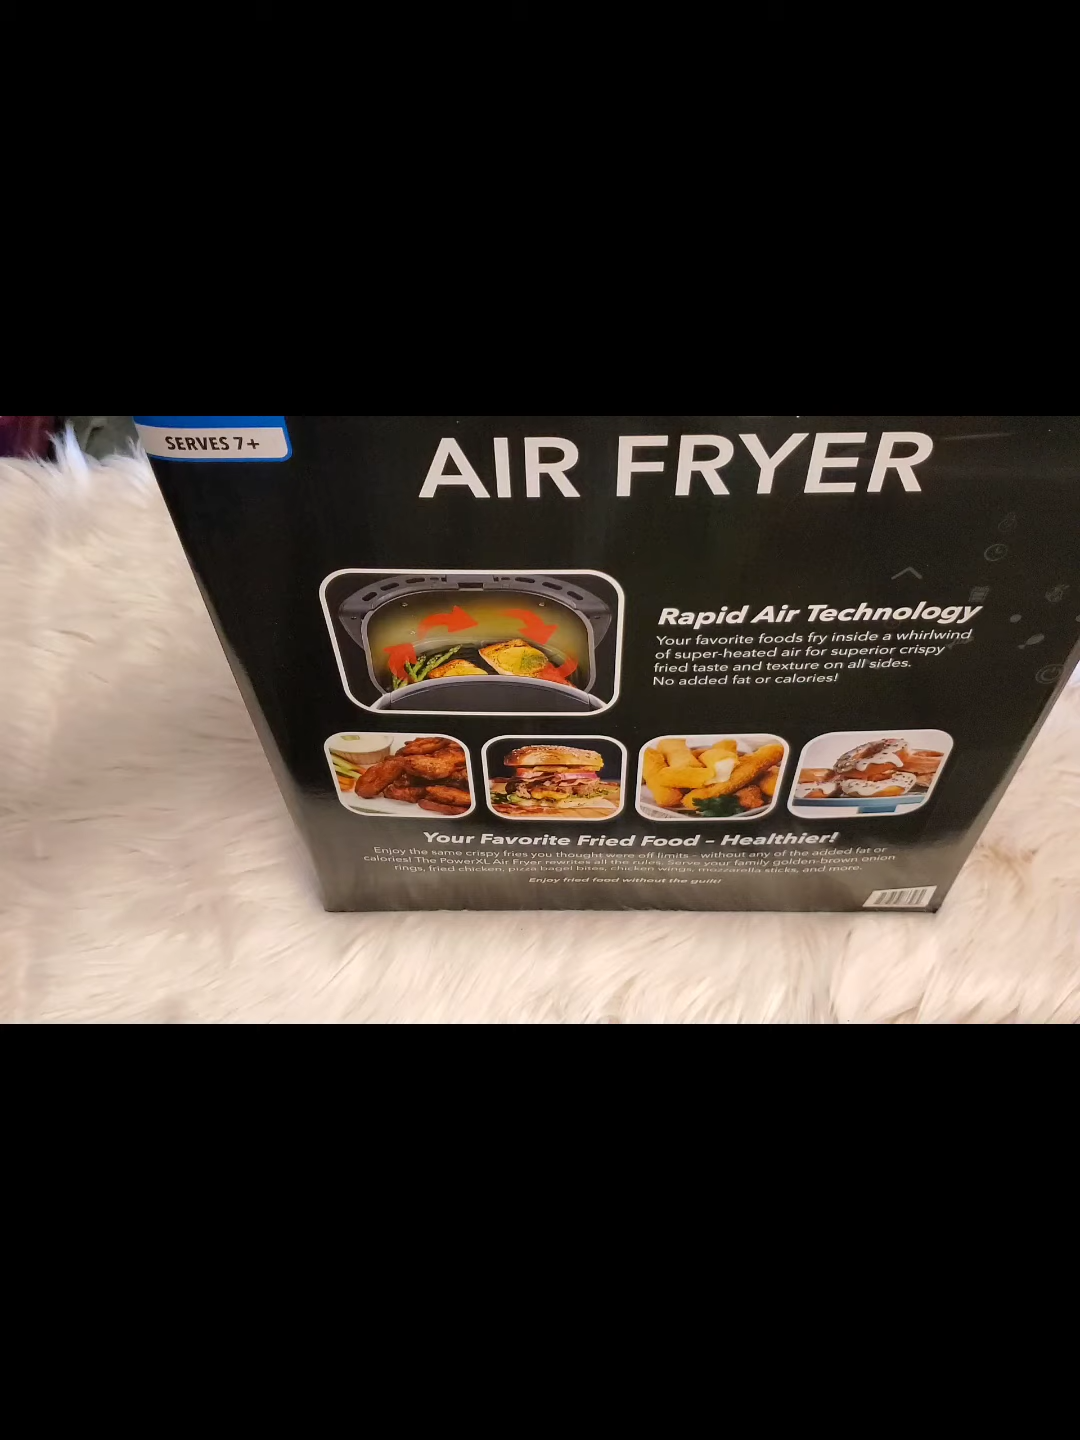 SERVES 7+
AIR FRYER
Rapid Air Technology
Your favorite foods fry inside a whirlwind
of super-heated air for superior crispy
fried taste and texture on all sides.
No added fat or calories!
Your Favorite Fried Food – Healthier!
Enjoy the same crispy fries you thought were off limits – without any of the added fat or
calories! The PowerXL Air Fryer rewrites all the rules. Serve your family golden-brown onion
rings, fried chicken, pizza bagel bites, chicken wings, mozzarella sticks, and more.
Enjoy fried food without the guilt!